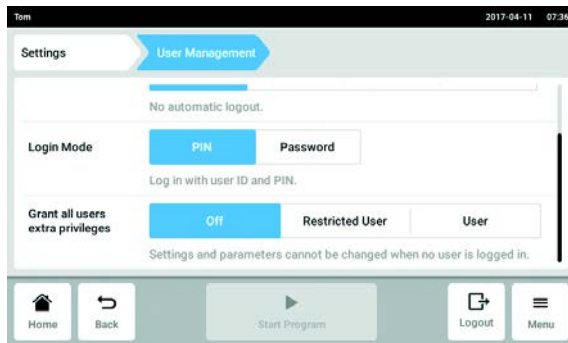 Tom 2017-04-11 07:36
Settings User Management
No automatic logout.
Login Mode PIN Password
Log in with user ID and PIN.
Grant all users
extra privileges Off Restricted User User
Settings and parameters cannot be changed when no user is logged in.
Home Back Start Program Logout Menu